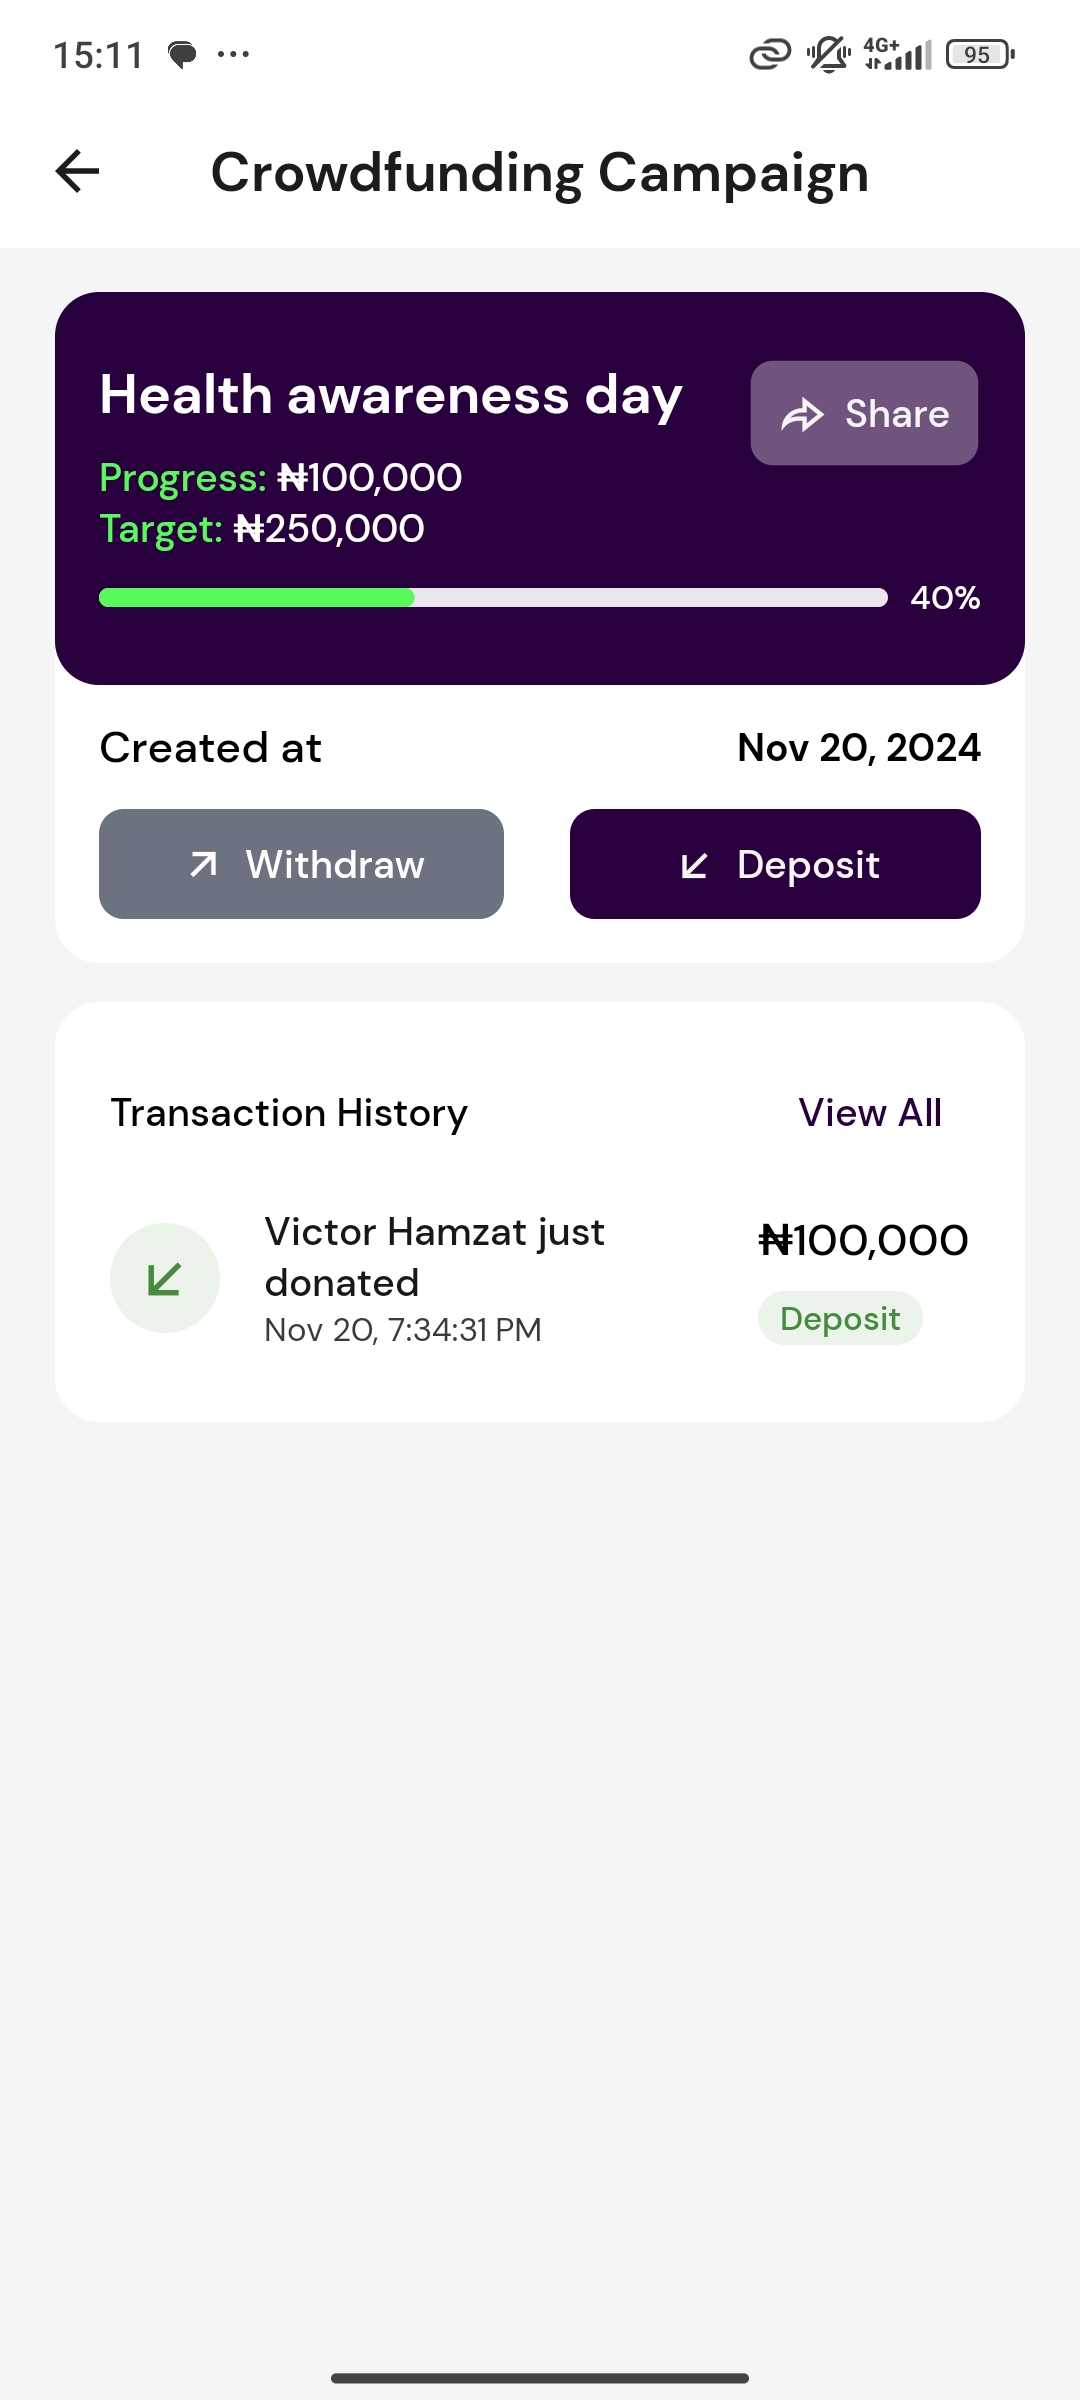 15:11
4G+
95
Crowdfunding Campaign
Health awareness day
Share
Progress: ₦100,000
Target: ₦250,000
40%
Created at
Nov 20, 2024
Withdraw
Deposit
Transaction History
View All
Victor Hamzat just
donated
Nov 20, 7:34:31 PM
₦100,000
Deposit